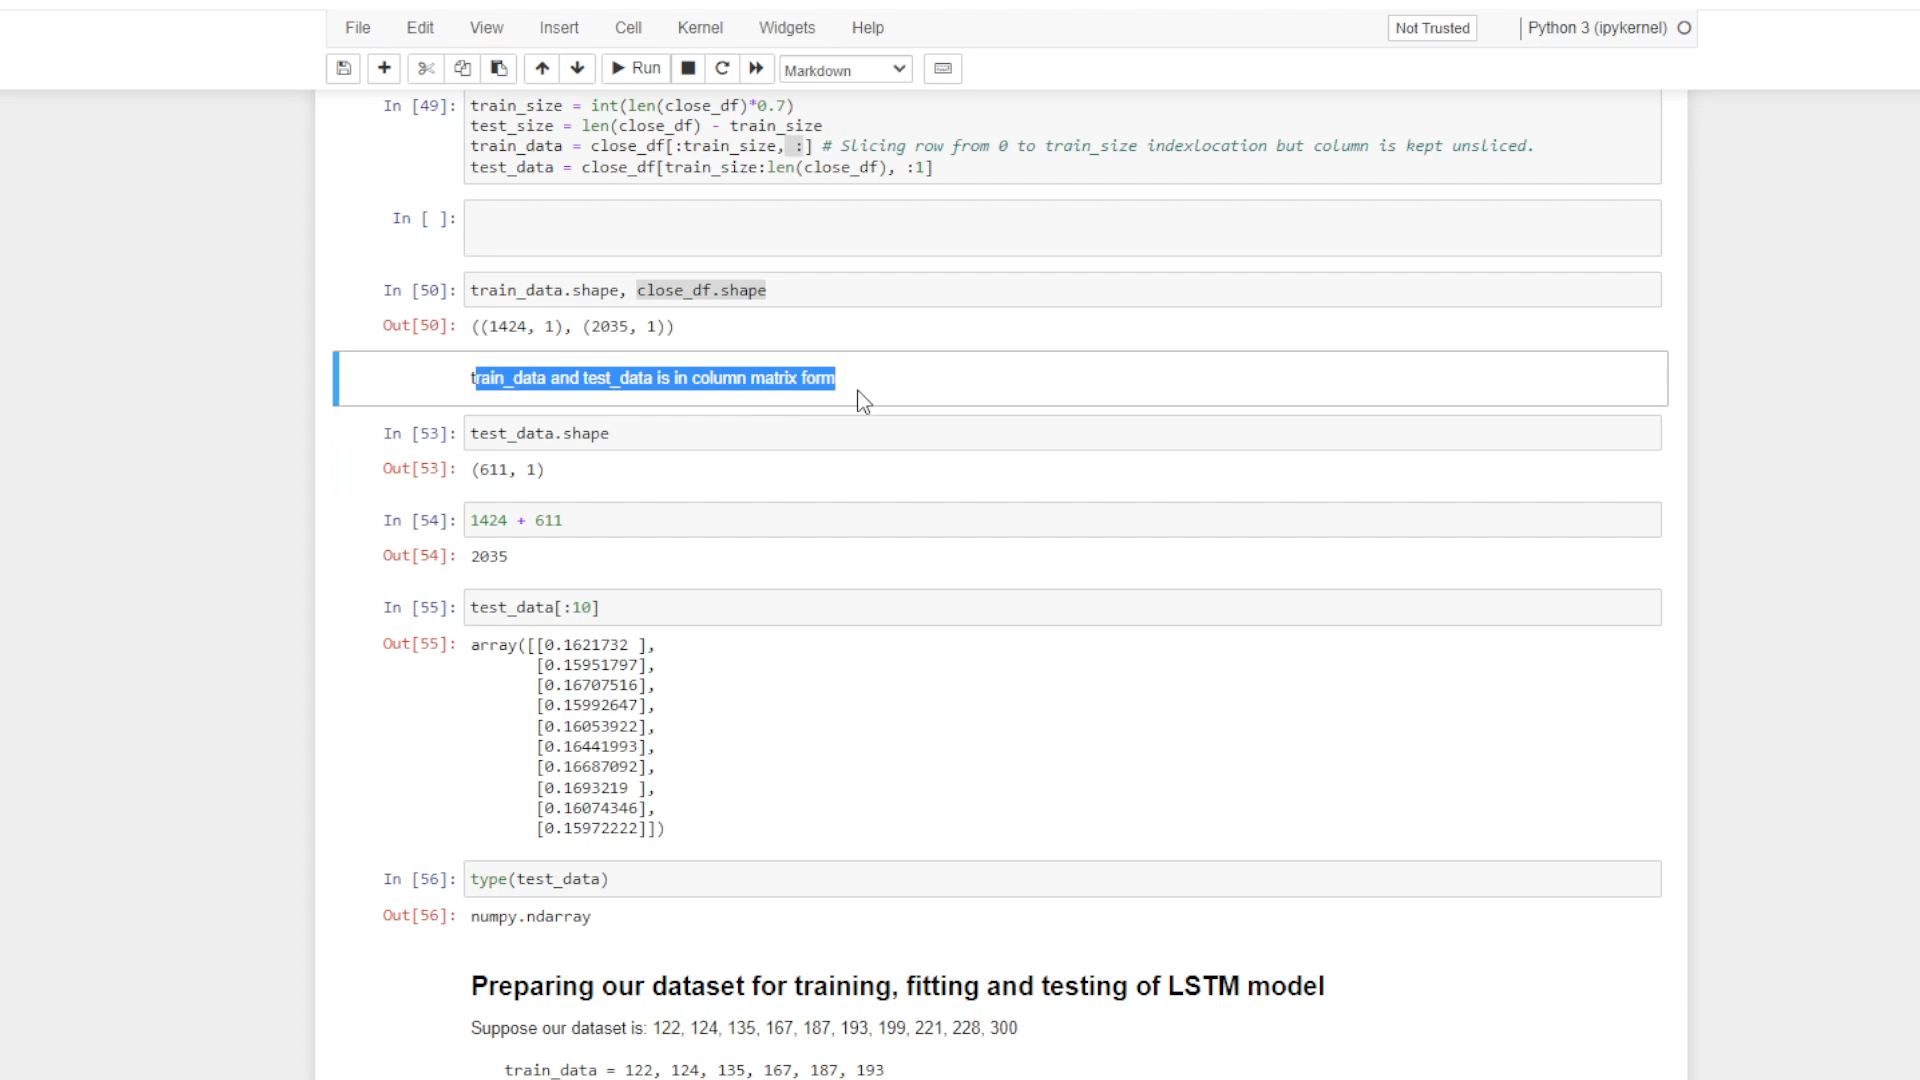 File Edit View Insert Cell Kernel Widgets Help Not Trusted Python 3 (ipykernel)
Run Markdown
In [49]: train_size = int(len(close_df)*0.7)
test_size = len(close_df) - train_size
train_data = close_df[:train_size, :] # Slicing row from 0 to train_size indexlocation but column is kept unsliced.
test_data = close_df[train_size:len(close_df), :1]
In [ ]:
In [50]: train_data.shape, close_df.shape
Out[50]: ((1424, 1), (2035, 1))
train_data and test_data is in column matrix form
In [53]: test_data.shape
Out[53]: (611, 1)
In [54]: 1424 + 611
Out[54]: 2035
In [55]: test_data[:10]
Out[55]: array([[0.1621732 ],
[0.15951797],
[0.16707516],
[0.15992647],
[0.16053922],
[0.16441993],
[0.16687092],
[0.1693219 ],
[0.16074346],
[0.15972222]])
In [56]: type(test_data)
Out[56]: numpy.ndarray
Preparing our dataset for training, fitting and testing of LSTM model
Suppose our dataset is: 122, 124, 135, 167, 187, 193, 199, 221, 228, 300
train_data = 122, 124, 135, 167, 187, 193